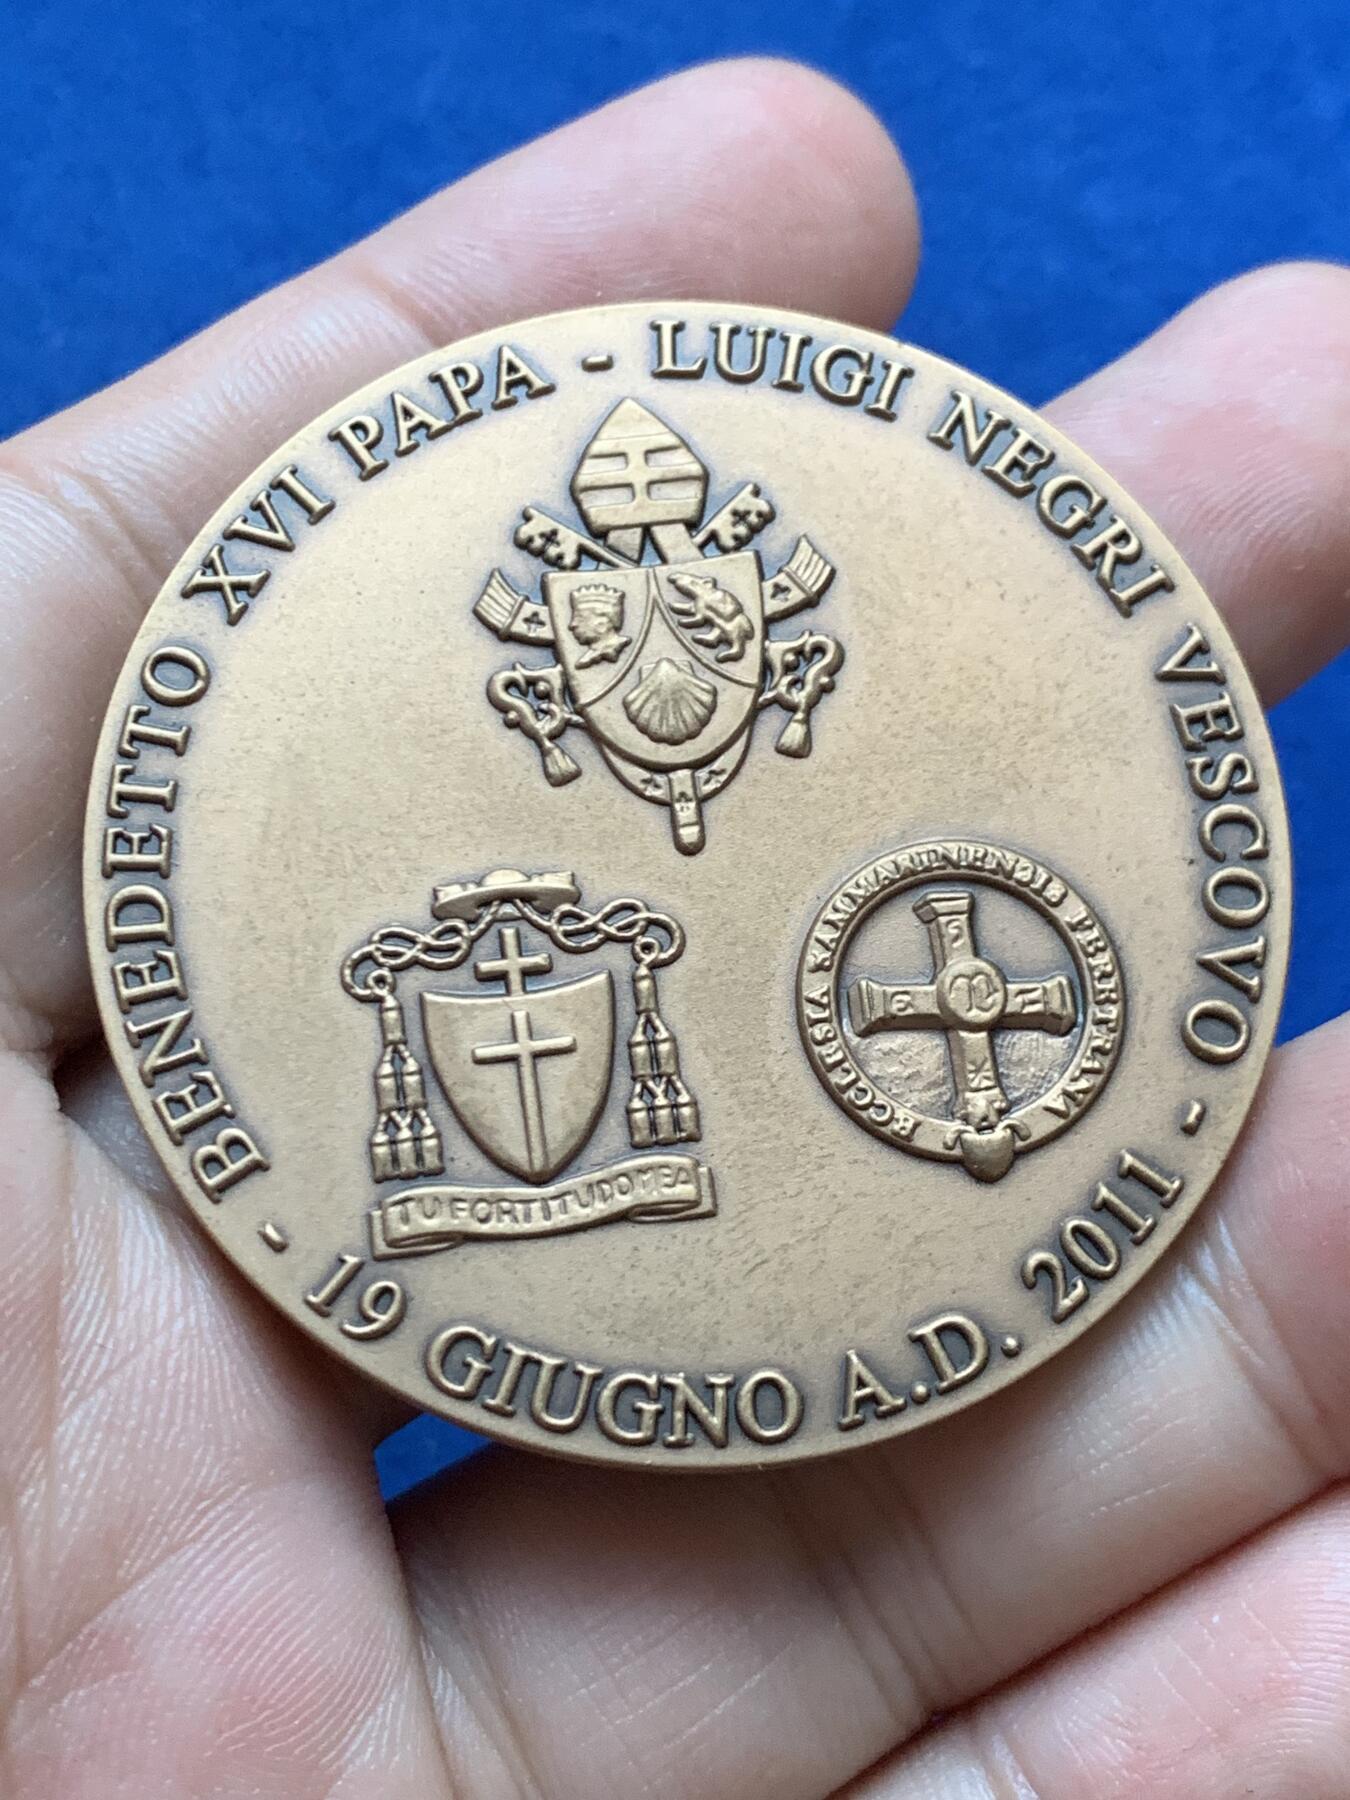 BENEDETTO XVI PAPA - LUIGI NEGRI VESCOVO -
- 19 GIUGNO A.D. 2011
TU FORTITUDO MEA
ECCLESIA SAMMARINENSIS FERETRANA